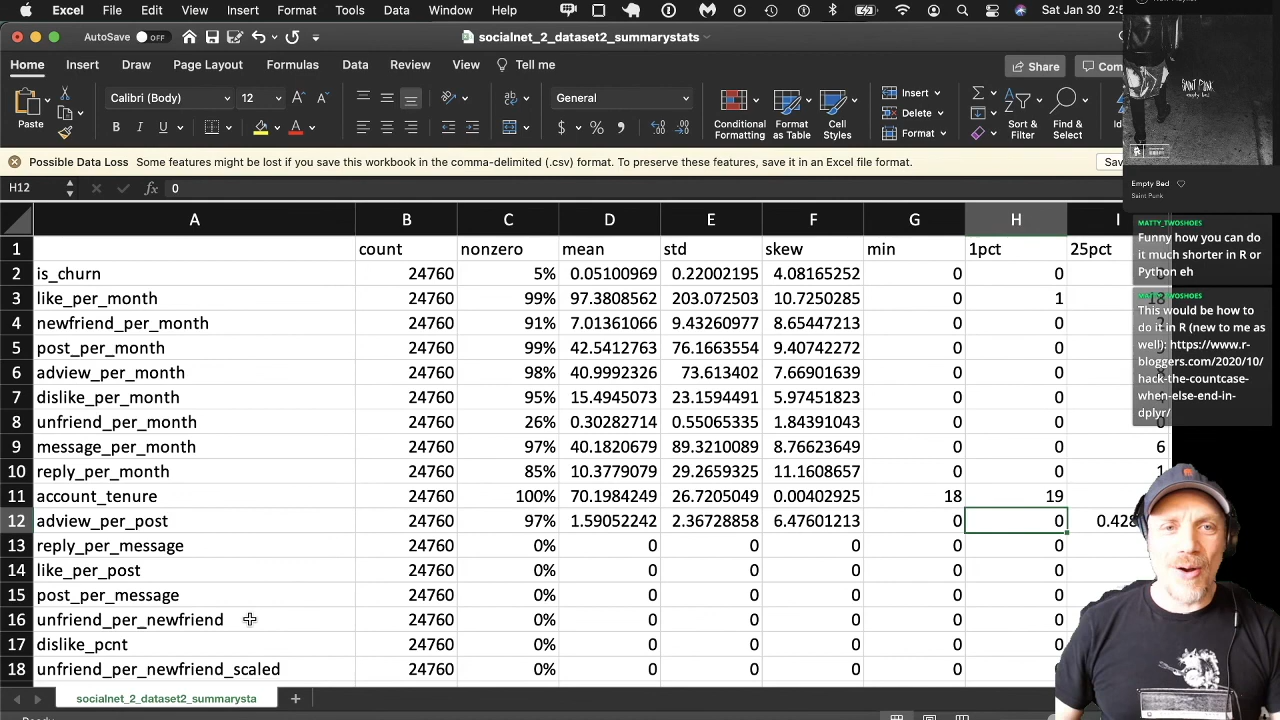 Excel File Edit View Insert Format Tools Data Window Help Sat Jan 30
AutoSave OFF socialnet_2_dataset2_summarystats
Home Insert Draw Page Layout Formulas Data Review View Tell me Share
Calibri (Body) 12 General Insert
Paste Conditional Formatting Format as Table Cell Styles Delete Sort & Filter Find & Select
B I U $ % Format
Possible Data Loss Some features might be lost if you save this workbook in the comma-delimited (.csv) format. To preserve these features, save it in an Excel file format.
H12 fx 0
A B C D E F G H I
1 count nonzero mean std skew min 1pct 25pct
2 is_churn 24760 5% 0.05100969 0.22002195 4.08165252 0 0
3 like_per_month 24760 99% 97.3808562 203.072503 10.7250285 0 1 18
4 newfriend_per_month 24760 91% 7.01361066 9.43260977 8.65447213 0 0
5 post_per_month 24760 99% 42.5412763 76.1663554 9.40742272 0 0
6 adview_per_month 24760 98% 40.9992326 73.613402 7.66901639 0 0
7 dislike_per_month 24760 95% 15.4945073 23.1594491 5.97451823 0 0
8 unfriend_per_month 24760 26% 0.30282714 0.55065335 1.84391043 0 0 0
9 message_per_month 24760 97% 40.1820679 89.3210089 8.76623649 0 0 6
10 reply_per_month 24760 85% 10.3779079 29.2659325 11.1608657 0 0 1
11 account_tenure 24760 100% 70.1984249 26.7205049 0.00402925 18 19
12 adview_per_post 24760 97% 1.59052242 2.36728858 6.47601213 0 0
13 reply_per_message 24760 0% 0 0 0 0 0
14 like_per_post 24760 0% 0 0 0 0 0
15 post_per_message 24760 0% 0 0 0 0 0
16 unfriend_per_newfriend 24760 0% 0 0 0 0 0
17 dislike_pcnt 24760 0% 0 0 0 0 0
18 unfriend_per_newfriend_scaled 24760 0% 0 0 0 0 0
socialnet_2_dataset2_summarysta
SAINT PUNK
empty bed
Empty Bed
Saint Punk
MATTY_TWOSHOES
Funny how you can do
it much shorter in R or
Python eh
MATTY_TWOSHOES
This would be how to
do it in R (new to me as
well): https://www.r-
bloggers.com/2020/10/
hack-the-countcase-
when-else-end-in-
dplyr/